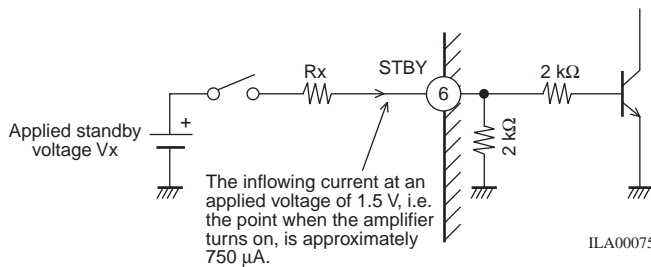 Rx
STBY
6
2 kΩ
2 kΩ
Applied standby
voltage Vx
+
The inflowing current at an
applied voltage of 1.5 V, i.e.
the point when the amplifier
turns on, is approximately
750 μA.
ILA00075